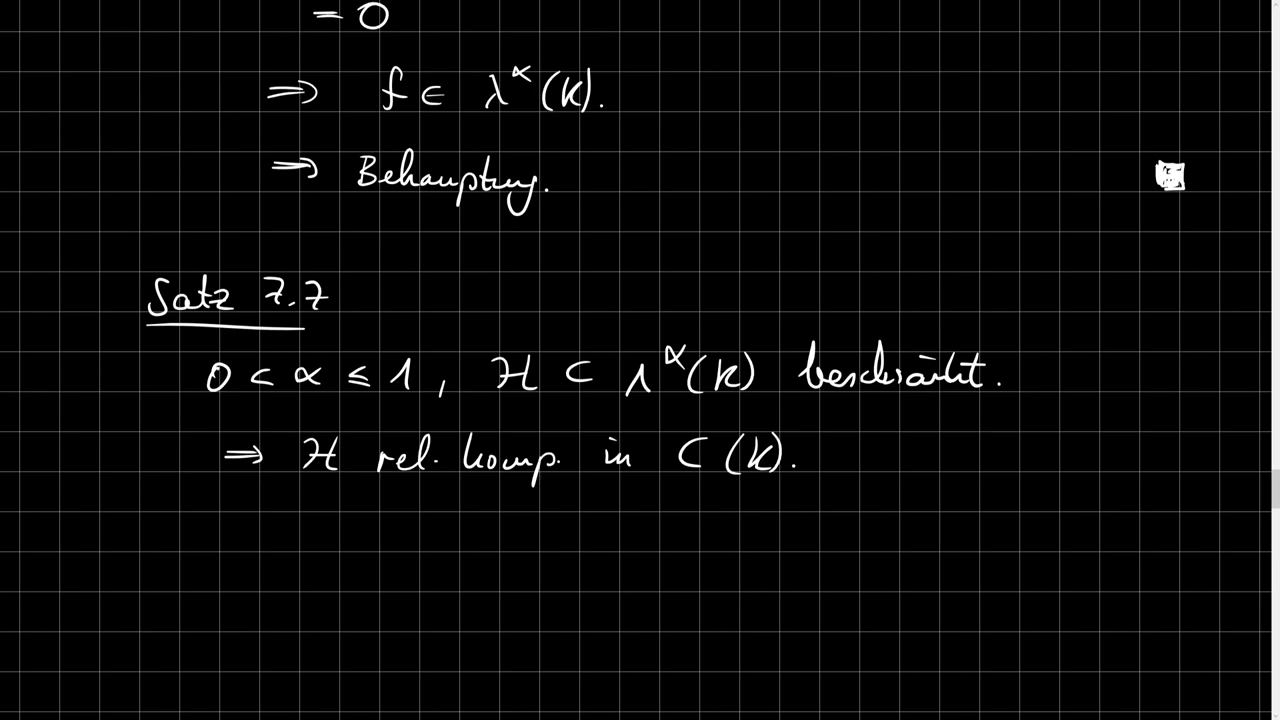 = 0
⇒ f ∈ λ^α(K).
⇒ Behauptung.
Satz 7.7
0 < α ≤ 1, ℋ ⊂ λ^α(K) beschränkt.
⇒ ℋ rel. komp. in C(K).